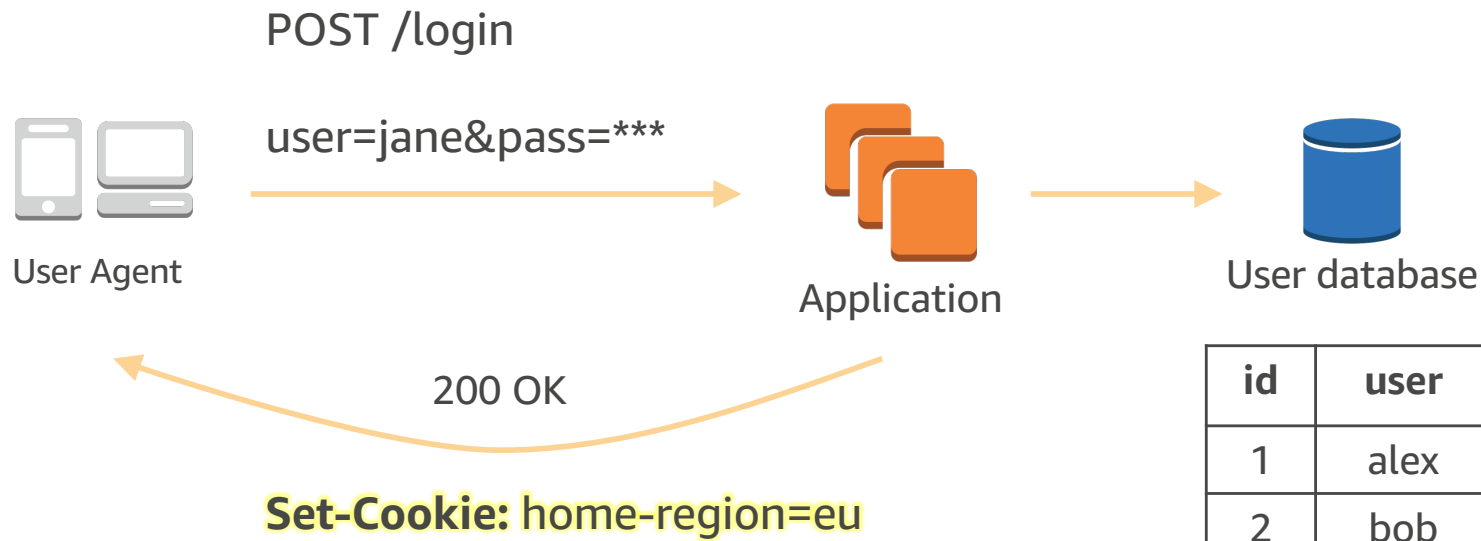 POST /login
user=jane&pass=***
User Agent
Application
User database
200 OK
Set-Cookie: home-region=eu
id user
1 alex
2 bob